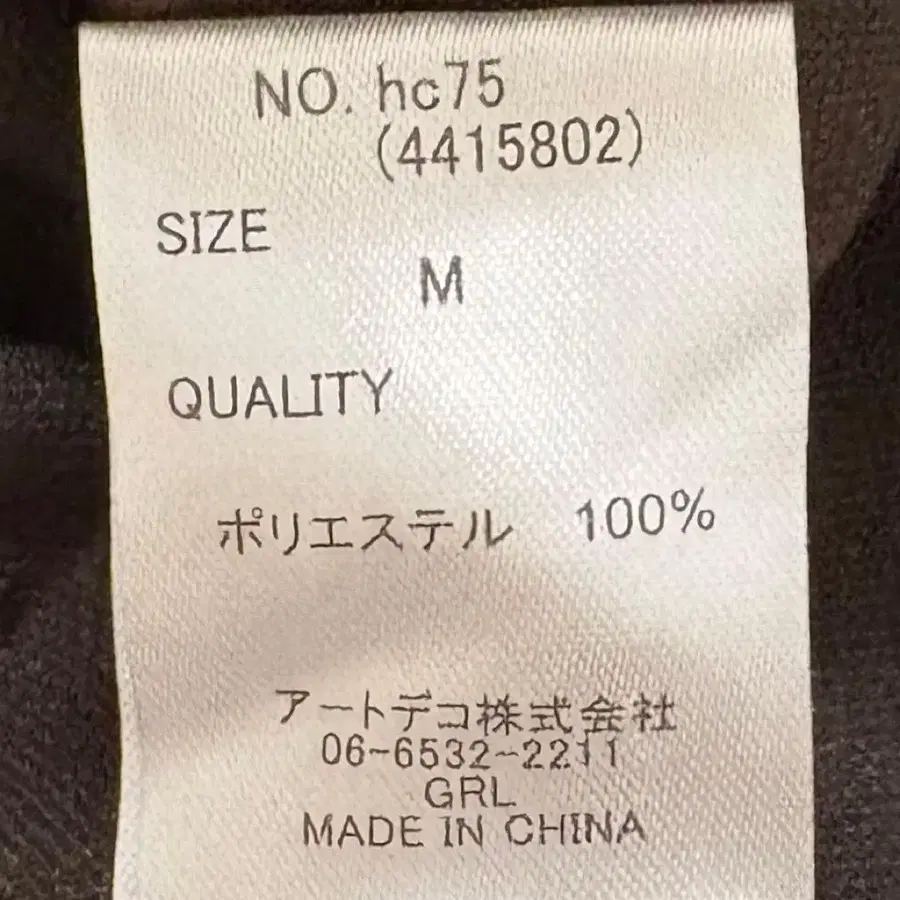 NO. hc75
(4415802)
SIZE
M
QUALITY
ポリエステル 100%
アートデコ株式会社
06-6532-2211
GRL
MADE IN CHINA